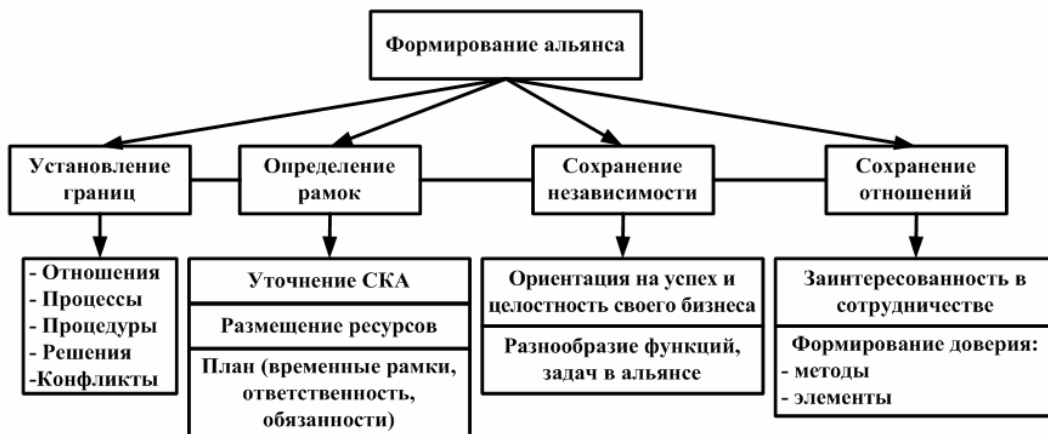 Формирование альянса
Установление
границ
Определение
рамок
Сохранение
независимости
Сохранение
отношений
- Отношения
- Процессы
- Процедуры
- Решения
-Конфликты
Уточнение СКА
Размещение ресурсов
План (временные рамки,
ответственность,
обязанности)
Ориентация на успех и
целостность своего бизнеса
Разнообразие функций,
задач в альянсе
Заинтересованность в
сотрудничестве
Формирование доверия:
- методы
- элементы